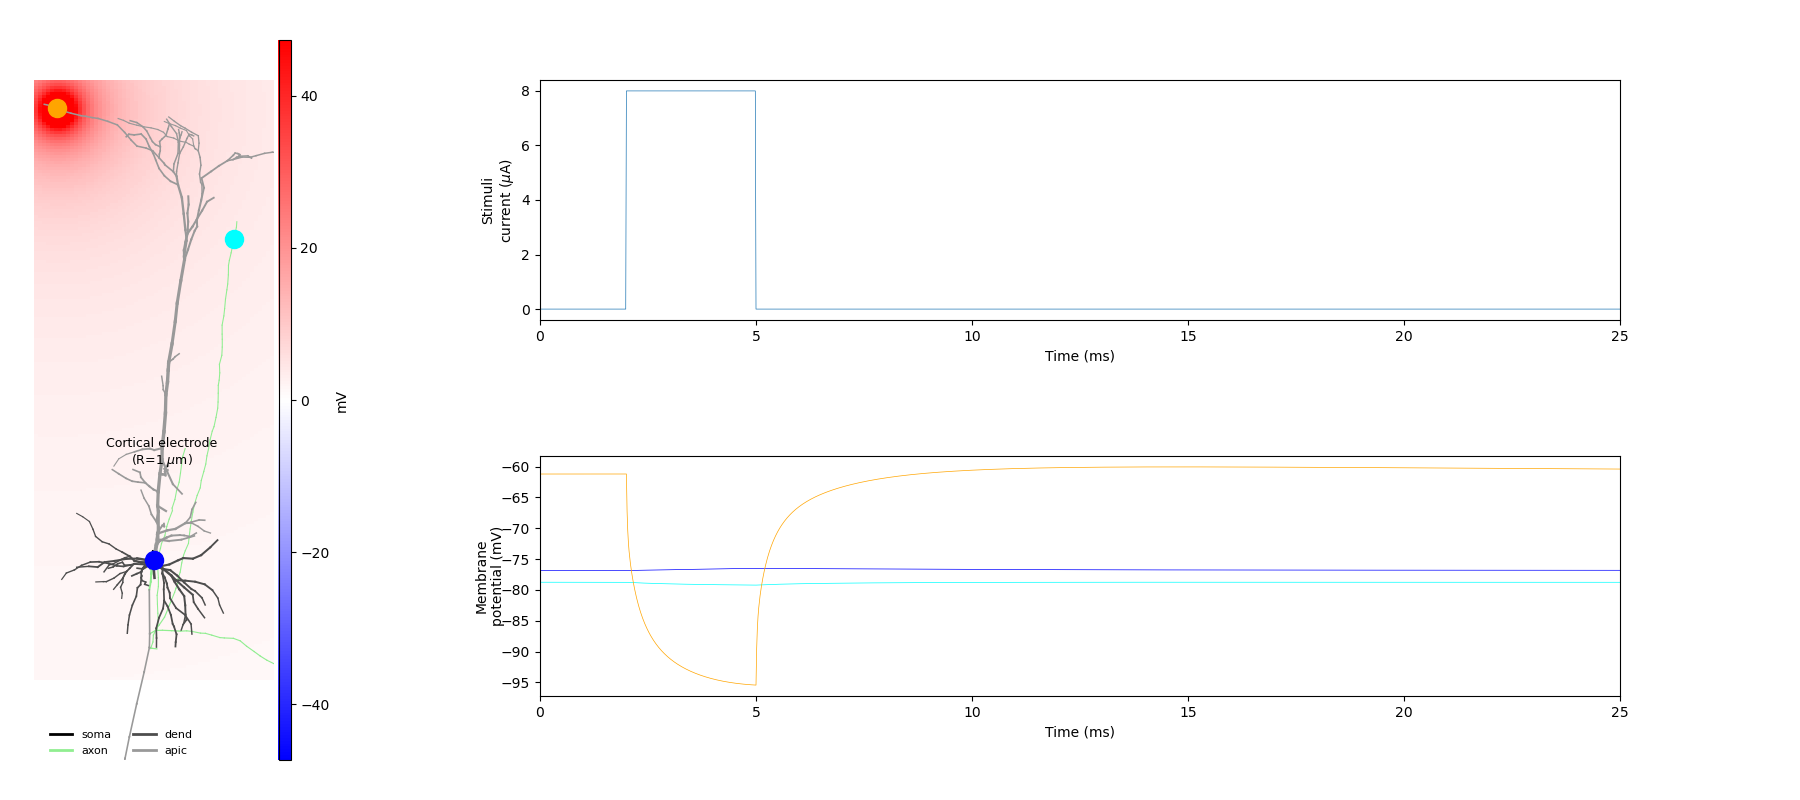 40
20
0
−20
−40
mV
Cortical electrode
(R=1 μm)
soma
axon
dend
apic
Stimuli
current (μA)
8
6
4
2
0
0 5 10 15 20 25
Time (ms)
Membrane
potential (mV)
−60
−65
−70
−75
−80
−85
−90
−95
0 5 10 15 20 25
Time (ms)